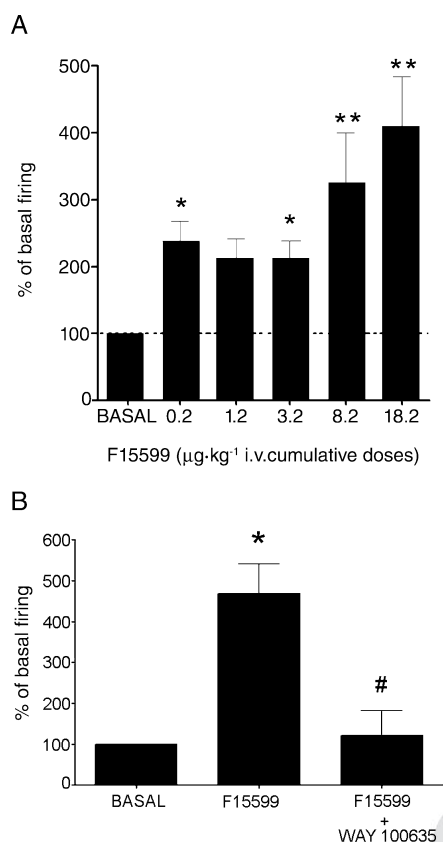 A
500
400
300
200
100
0
% of basal firing
*
*
**
**
BASAL 0.2 1.2 3.2 8.2 18.2
F15599 (µg·kg⁻¹ i.v.cumulative doses)
B
600
500
400
300
200
100
0
% of basal firing
*
#
BASAL F15599 F15599
+
WAY 100635